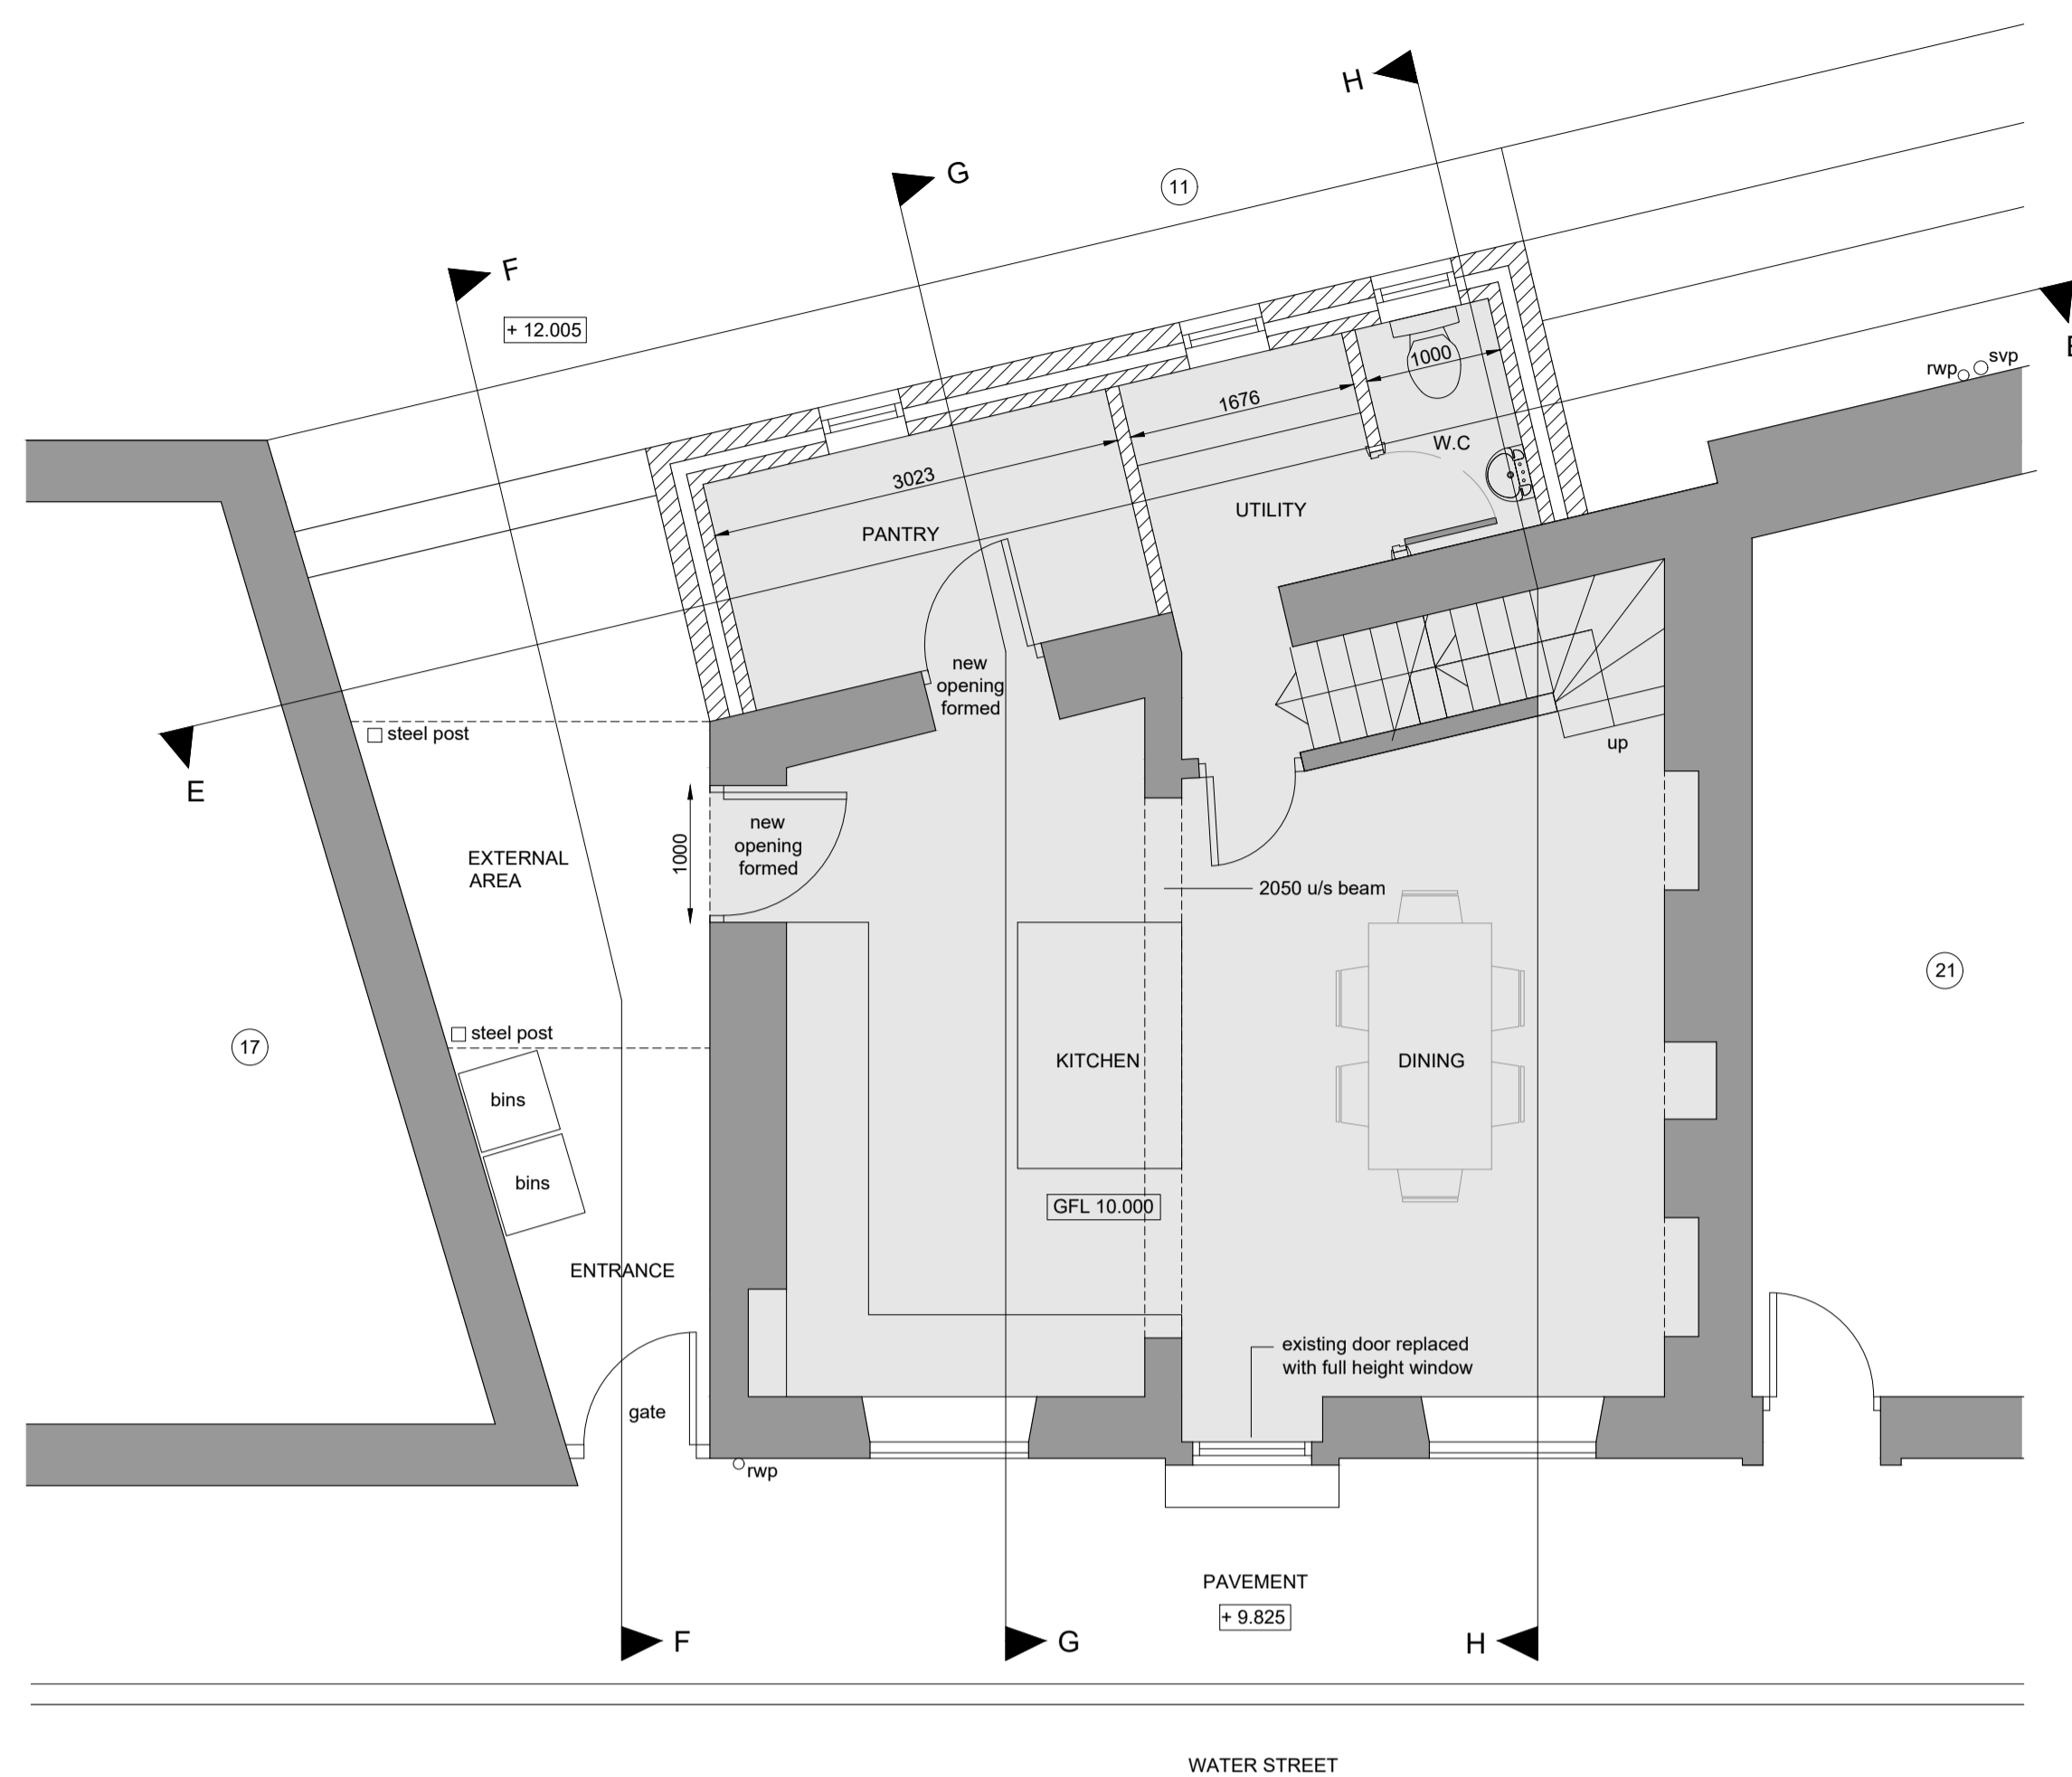 H
G
11
F
+ 12.005
svp
rwp
1000
W.C
1676
3023
UTILITY
PANTRY
new
opening
formed
steel post
up
E
new
opening
formed
1000
EXTERNAL
AREA
2050 u/s beam
21
17
steel post
KITCHEN
DINING
bins
bins
GFL 10.000
ENTRANCE
existing door replaced
with full height window
gate
rwp
PAVEMENT
+ 9.825
F
G
H
WATER STREET